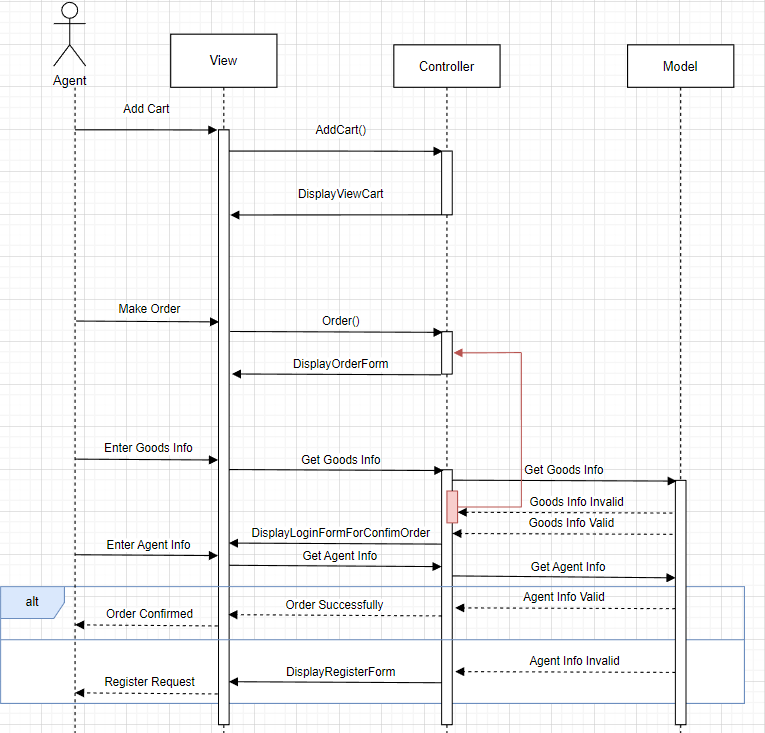 Agent
View
Controller
Model
Add Cart
AddCart()
DisplayViewCart
Make Order
Order()
DisplayOrderForm
Enter Goods Info
Get Goods Info
Get Goods Info
Goods Info Invalid
Goods Info Valid
DisplayLoginFormForConfimOrder
Enter Agent Info
Get Agent Info
Get Agent Info
alt
Agent Info Valid
Order Successfully
Order Confirmed
Agent Info Invalid
DisplayRegisterForm
Register Request